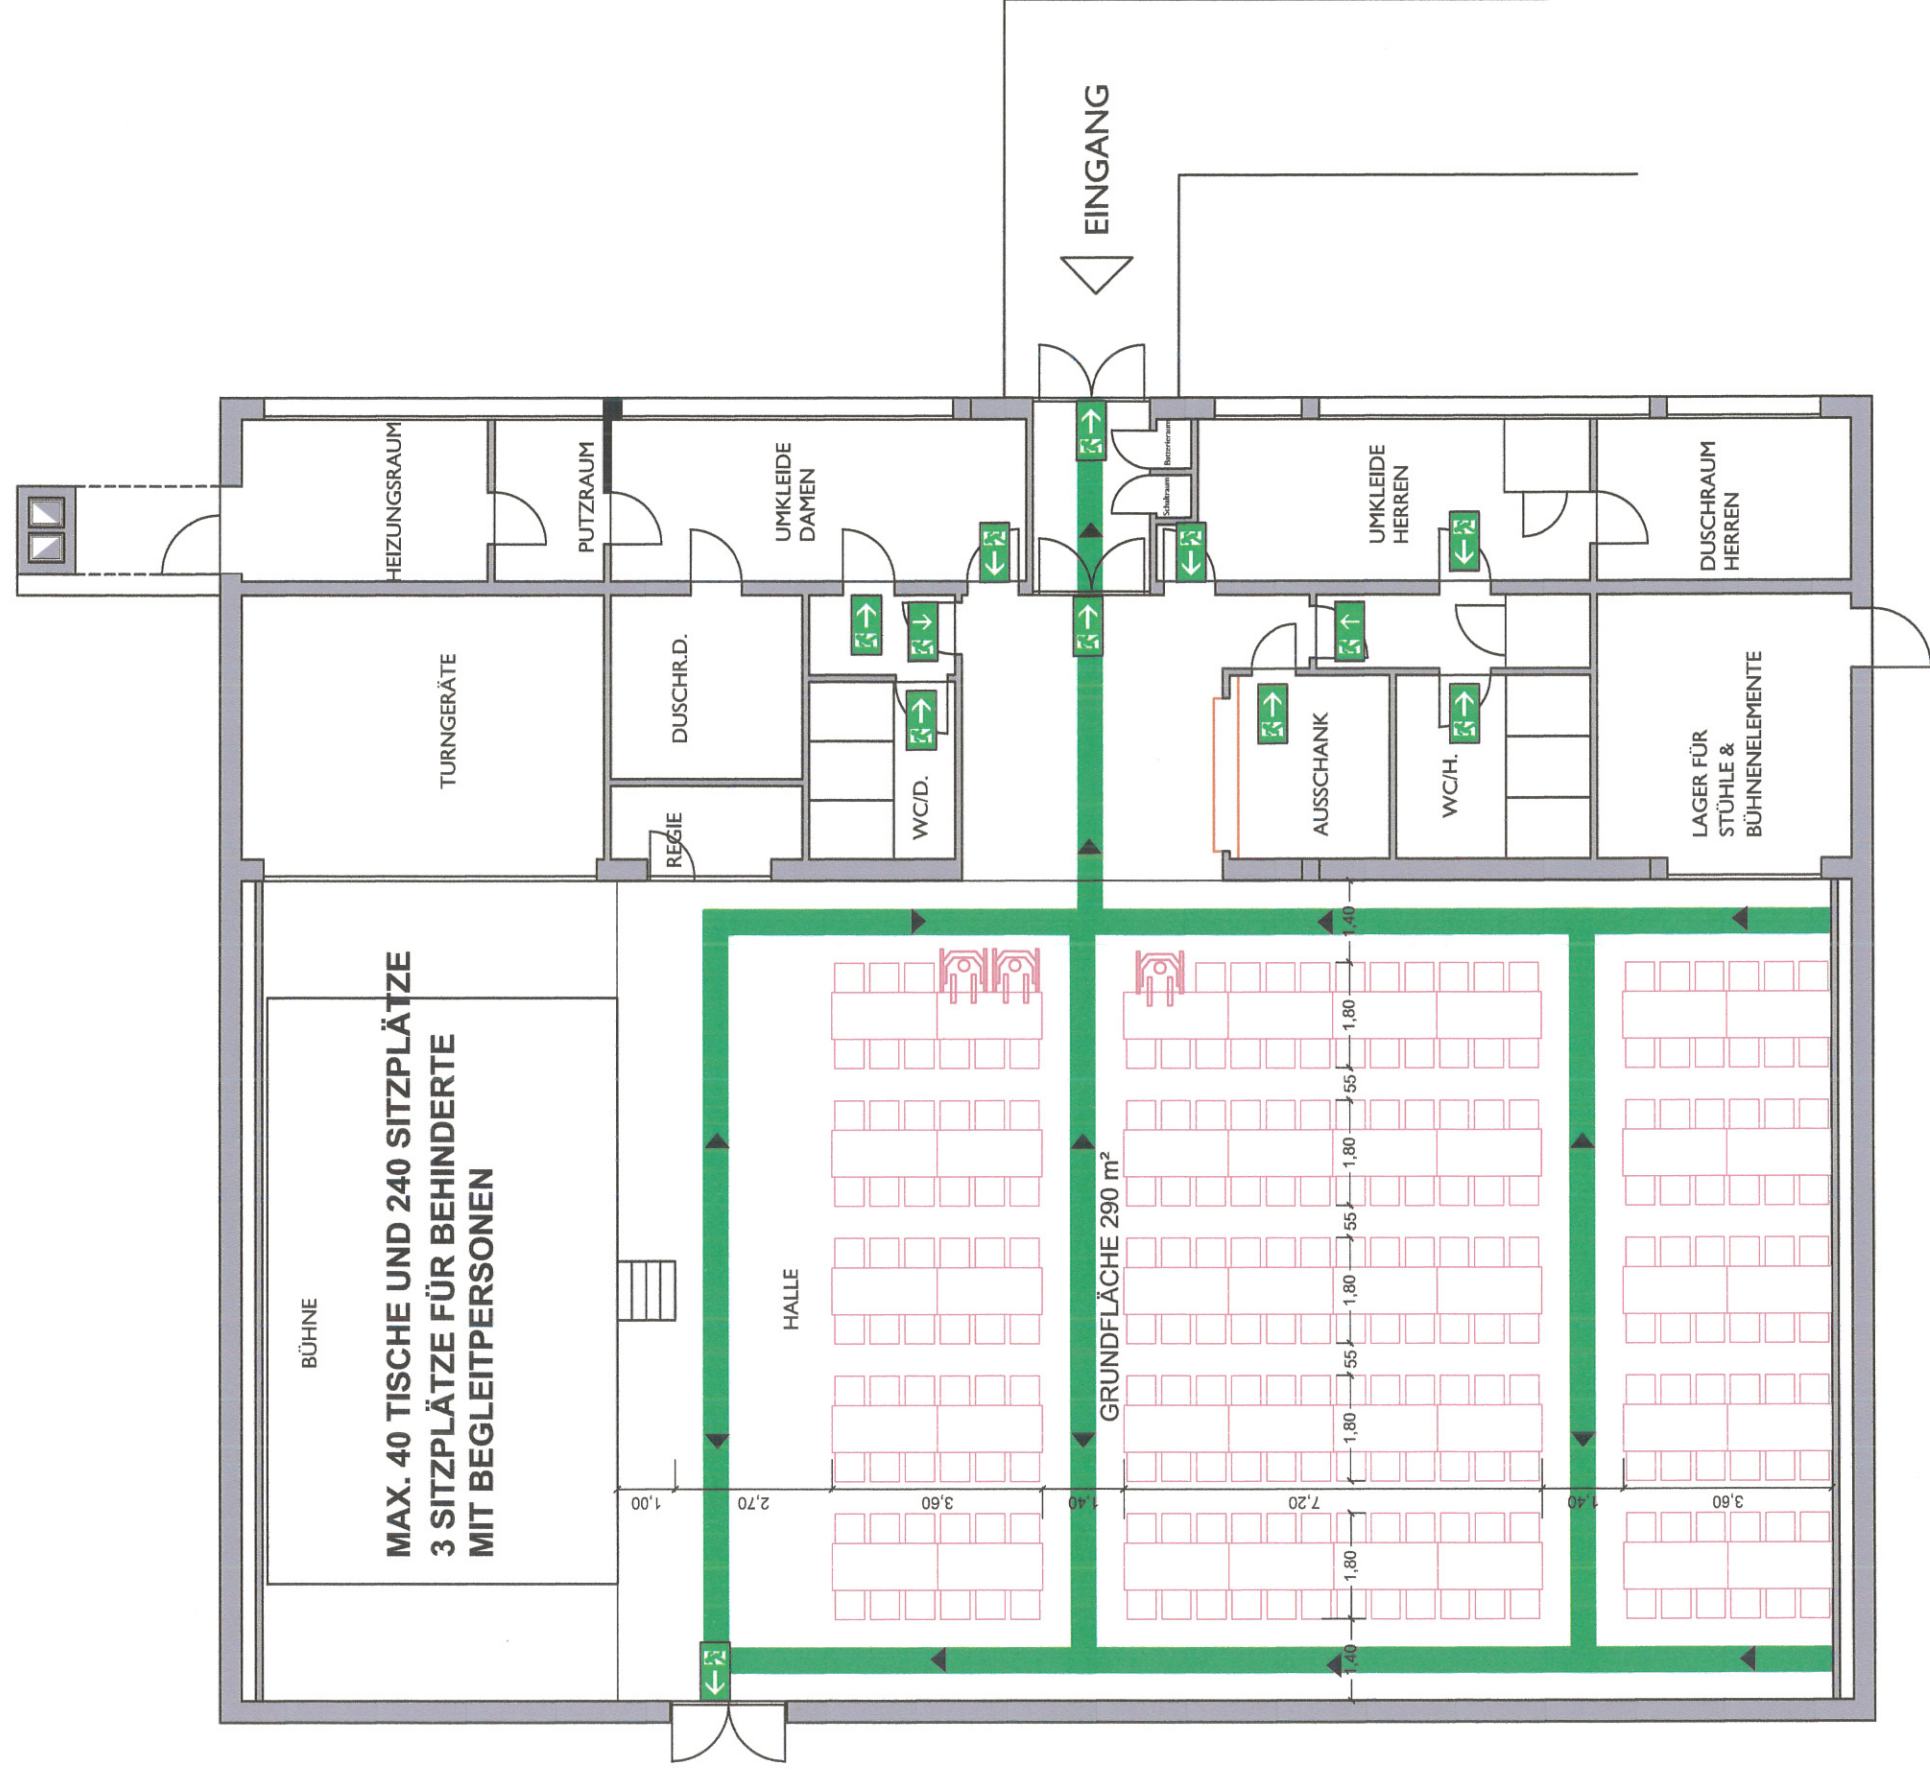 EINGANG
HEIZUNGSRAUM
PUTZRAUM
UMKLEIDE
DAMEN
Batterieraum
Schaltraum
UMKLEIDE
HERREN
DUSCHRAUM
HERREN
TURNGERÄTE
DUSCHR.D.
REGIE
WC/D.
AUSSCHANK
WC/H.
LAGER FÜR
STÜHLE &
BÜHNENELEMENTE
BÜHNE
MAX. 40 TISCHE UND 240 SITZPLÄTZE
3 SITZPLÄTZE FÜR BEHINDERTE
MIT BEGLEITPERSONEN
HALLE
GRUNDFLÄCHE 290 m²
1,40
1,80
55
1,80
55
1,80
55
1,80
1,80
1,40
1,00
2,70
3,60
1,40
7,20
1,40
3,60